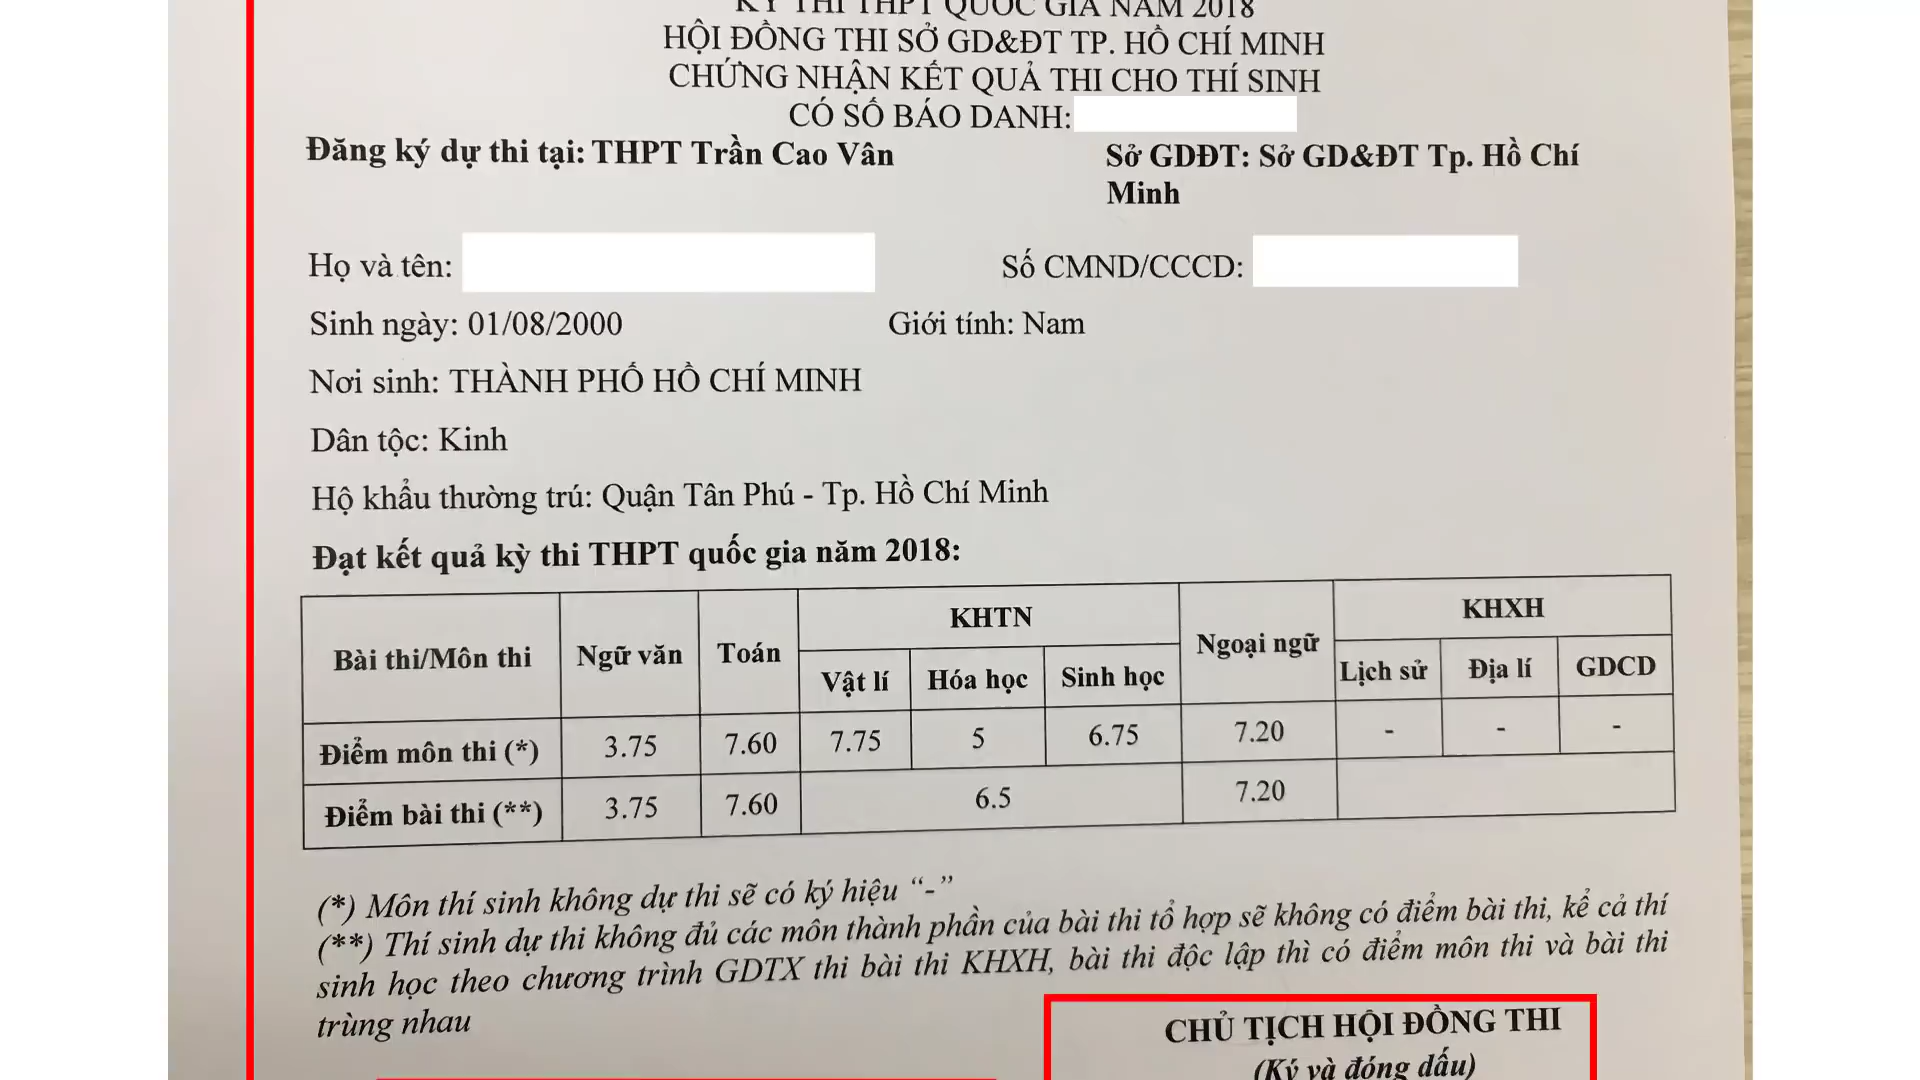 KỲ THI THPT QUỐC GIA NĂM 2018
HỘI ĐỒNG THI SỞ GD&ĐT TP. HỒ CHÍ MINH
CHỨNG NHẬN KẾT QUẢ THI CHO THÍ SINH
CÓ SỐ BÁO DANH:
Đăng ký dự thi tại: THPT Trần Cao Vân
Sở GDĐT: Sở GD&ĐT Tp. Hồ Chí
Minh
Họ và tên:
Số CMND/CCCD:
Sinh ngày: 01/08/2000
Giới tính: Nam
Nơi sinh: THÀNH PHỐ HỒ CHÍ MINH
Dân tộc: Kinh
Hộ khẩu thường trú: Quận Tân Phú - Tp. Hồ Chí Minh
Đạt kết quả kỳ thi THPT quốc gia năm 2018:
Bài thi/Môn thi Ngữ văn Toán KHTN Ngoại ngữ KHXH
Vật lí Hóa học Sinh học Lịch sử Địa lí GDCD
Điểm môn thi (*) 3.75 7.60 7.75 5 6.75 7.20 - - -
Điểm bài thi (**) 3.75 7.60 6.5 7.20
(*) Môn thí sinh không dự thi sẽ có ký hiệu “-”
(**) Thí sinh dự thi không đủ các môn thành phần của bài thi tổ hợp sẽ không có điểm bài thi, kể cả thí
sinh học theo chương trình GDTX thi bài thi KHXH, bài thi độc lập thì có điểm môn thi và bài thi
trùng nhau
CHỦ TỊCH HỘI ĐỒNG THI
(Ký và đóng dấu)